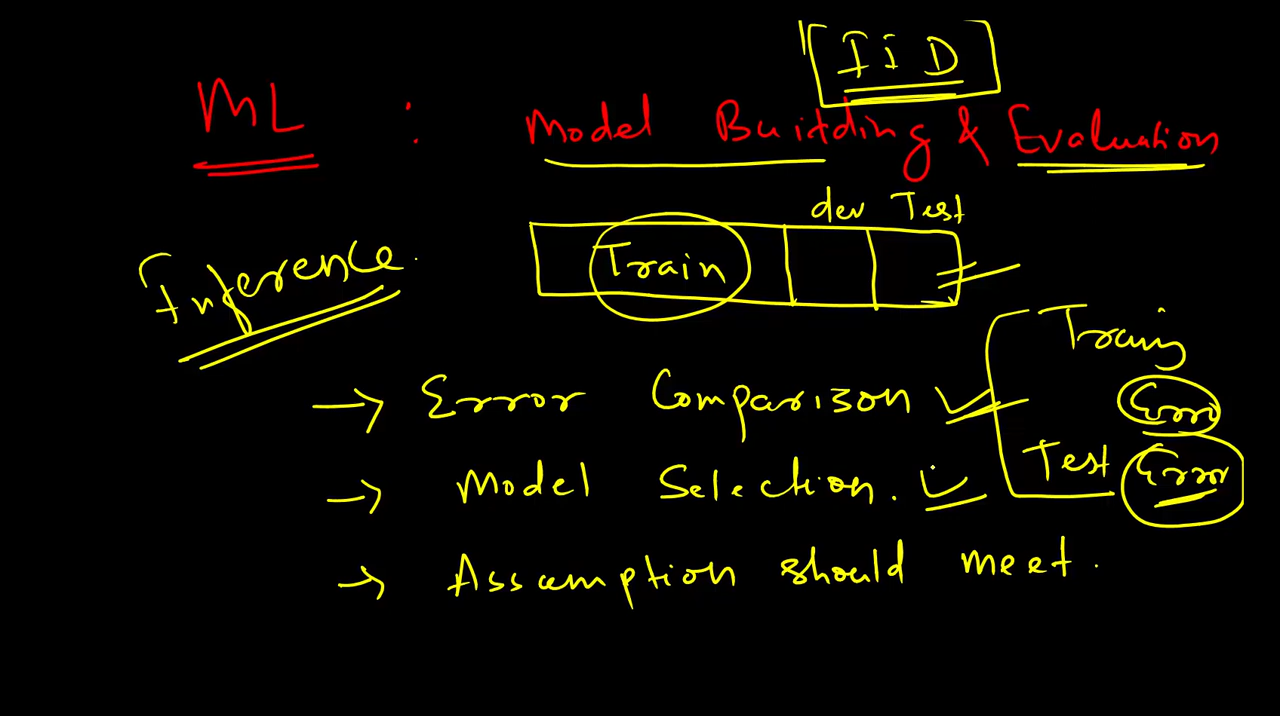 IiD
ML : Model Building & Evaluation
dev Test
Train
Inference
Traing
Error
→ Error Comparison
Test Error
→ Model Selection.
→ Assumption should meet.